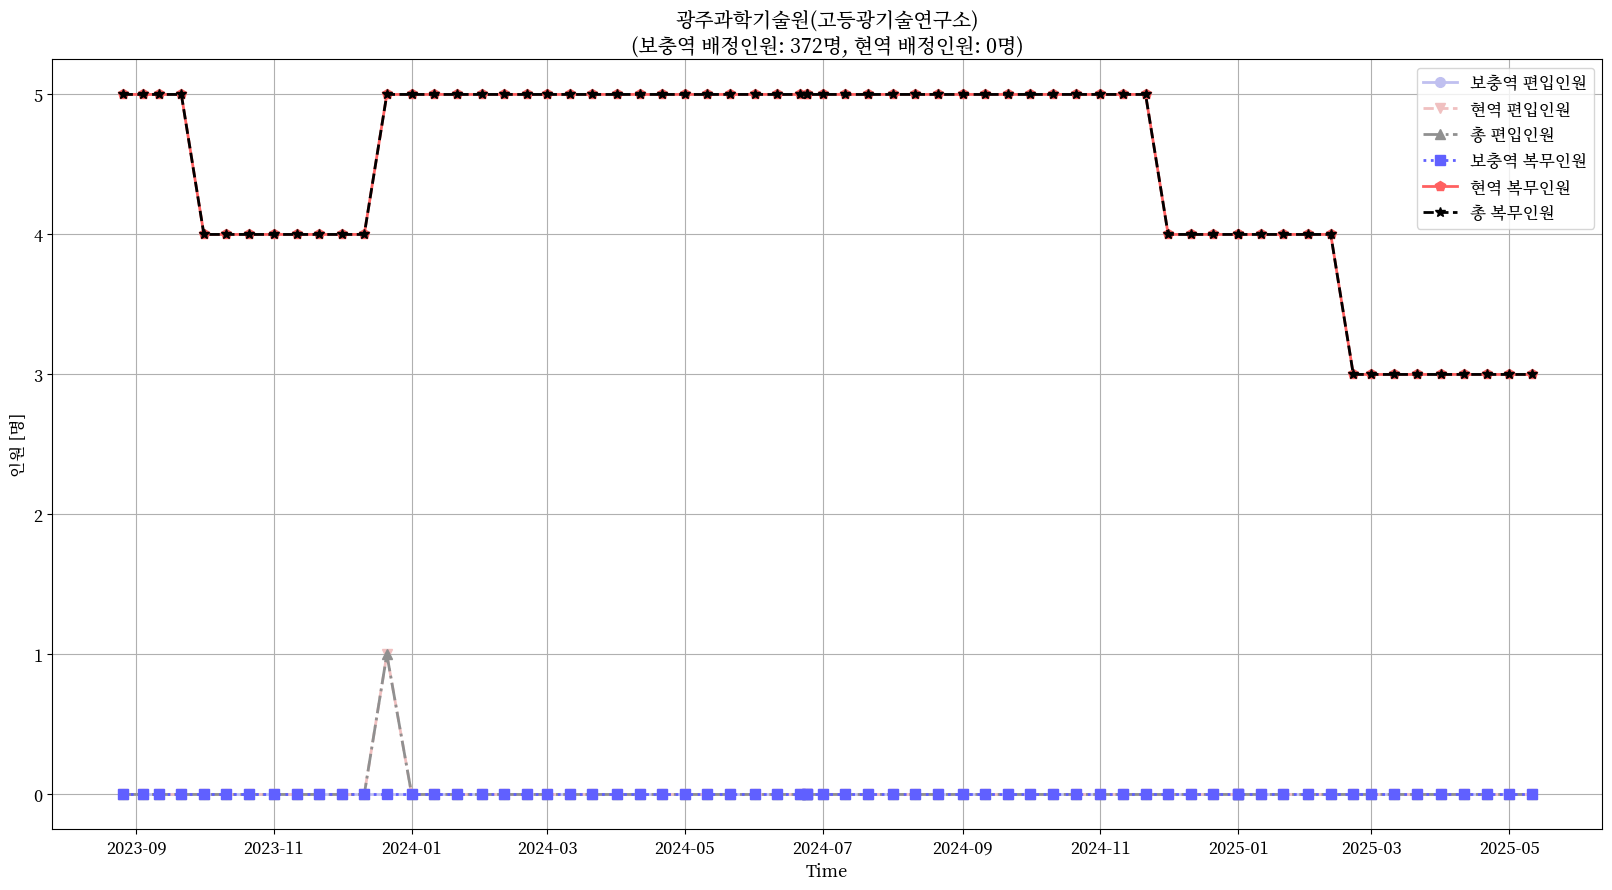 광주과학기술원(고등광기술연구소)
(보충역 배정인원: 372명, 현역 배정인원: 0명)
보충역 편입인원
현역 편입인원
총 편입인원
보충역 복무인원
현역 복무인원
총 복무인원
인원 [명]
5
4
3
2
1
0
2023-09
2023-11
2024-01
2024-03
2024-05
2024-07
2024-09
2024-11
2025-01
2025-03
2025-05
Time